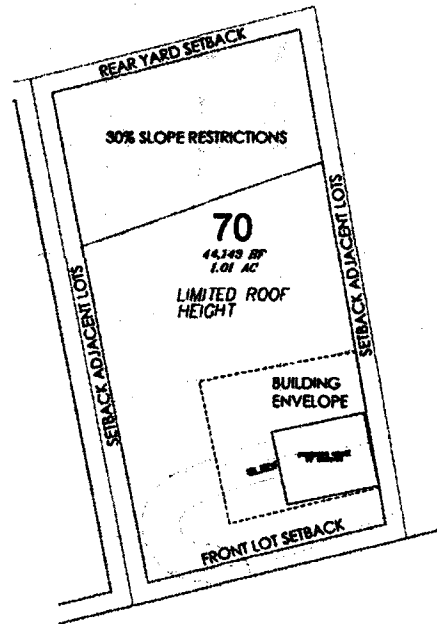 REAR YARD SETBACK
30% SLOPE RESTRICTIONS
SETBACK ADJACENT LOTS
70
44,149 SF
1.01 AC
LIMITED ROOF
HEIGHT
SETBACK ADJACENT LOTS
BUILDING
ENVELOPE
FRONT LOT SETBACK